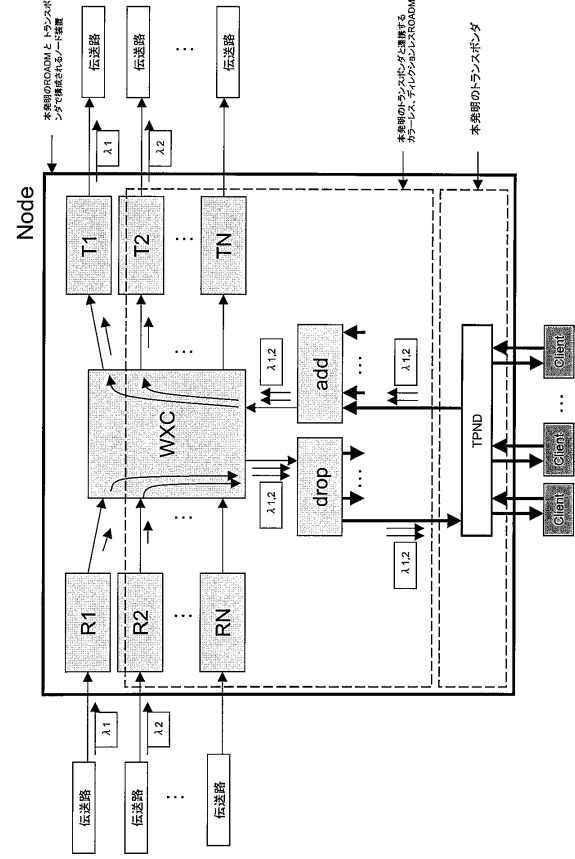 Node
本発明のROADMと トランスポ
ンダで構成されるノード装置
伝送路
伝送路
伝送路
λ1
λ2
T1
T2
TN
WXC
R1
R2
RN
λ1
λ2
伝送路
伝送路
伝送路
add
drop
λ1,2
λ1,2
λ1,2
λ1,2
本発明のトランスポンダと連携する
カラーレス、ディレクションレスROADM
TPND
本発明のトランスポンダ
Client
Client
Client